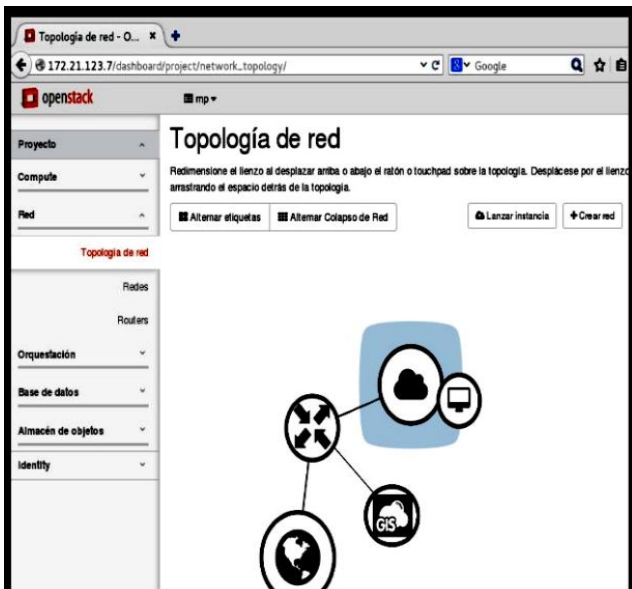 Topología de red - O... ×
172.21.123.7/dashboard/project/network_topology/
Google
openstack
mp
Proyecto
Topología de red
Redimensione el lienzo al desplazar arriba o abajo el ratón o touchpad sobre la topología. Desplácese por el lienzo
arrastrando el espacio detrás de la topología.
Compute
Red
Alternar etiquetas
Alternar Colapso de Red
Lanzar instancia
+Crear red
Topología de red
Redes
Routers
Orquestación
Base de datos
Almacén de objetos
Identity
GIS